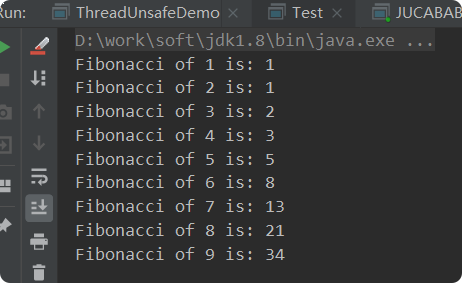 Run: ThreadUnsafeDemo × Test × JUCABAB
D:\work\soft\jdk1.8\bin\java.exe ...
Fibonacci of 1 is: 1
Fibonacci of 2 is: 1
Fibonacci of 3 is: 2
Fibonacci of 4 is: 3
Fibonacci of 5 is: 5
Fibonacci of 6 is: 8
Fibonacci of 7 is: 13
Fibonacci of 8 is: 21
Fibonacci of 9 is: 34